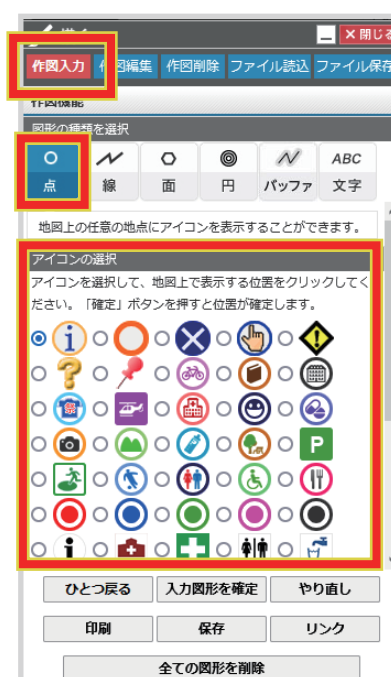 × 閉じる
作図入力 作図編集 作図削除 ファイル読込 ファイル保存
作図機能
図形の種類を選択
ABC
点 線 面 円 バッファ 文字
地図上の任意の地点にアイコンを表示することができます。
アイコンの選択
アイコンを選択して、地図上で表示する位置をクリックしてく
ださい。「確定」ボタンを押すと位置が確定します。
P
ひとつ戻る 入力図形を確定 やり直し
印刷 保存 リンク
全ての図形を削除